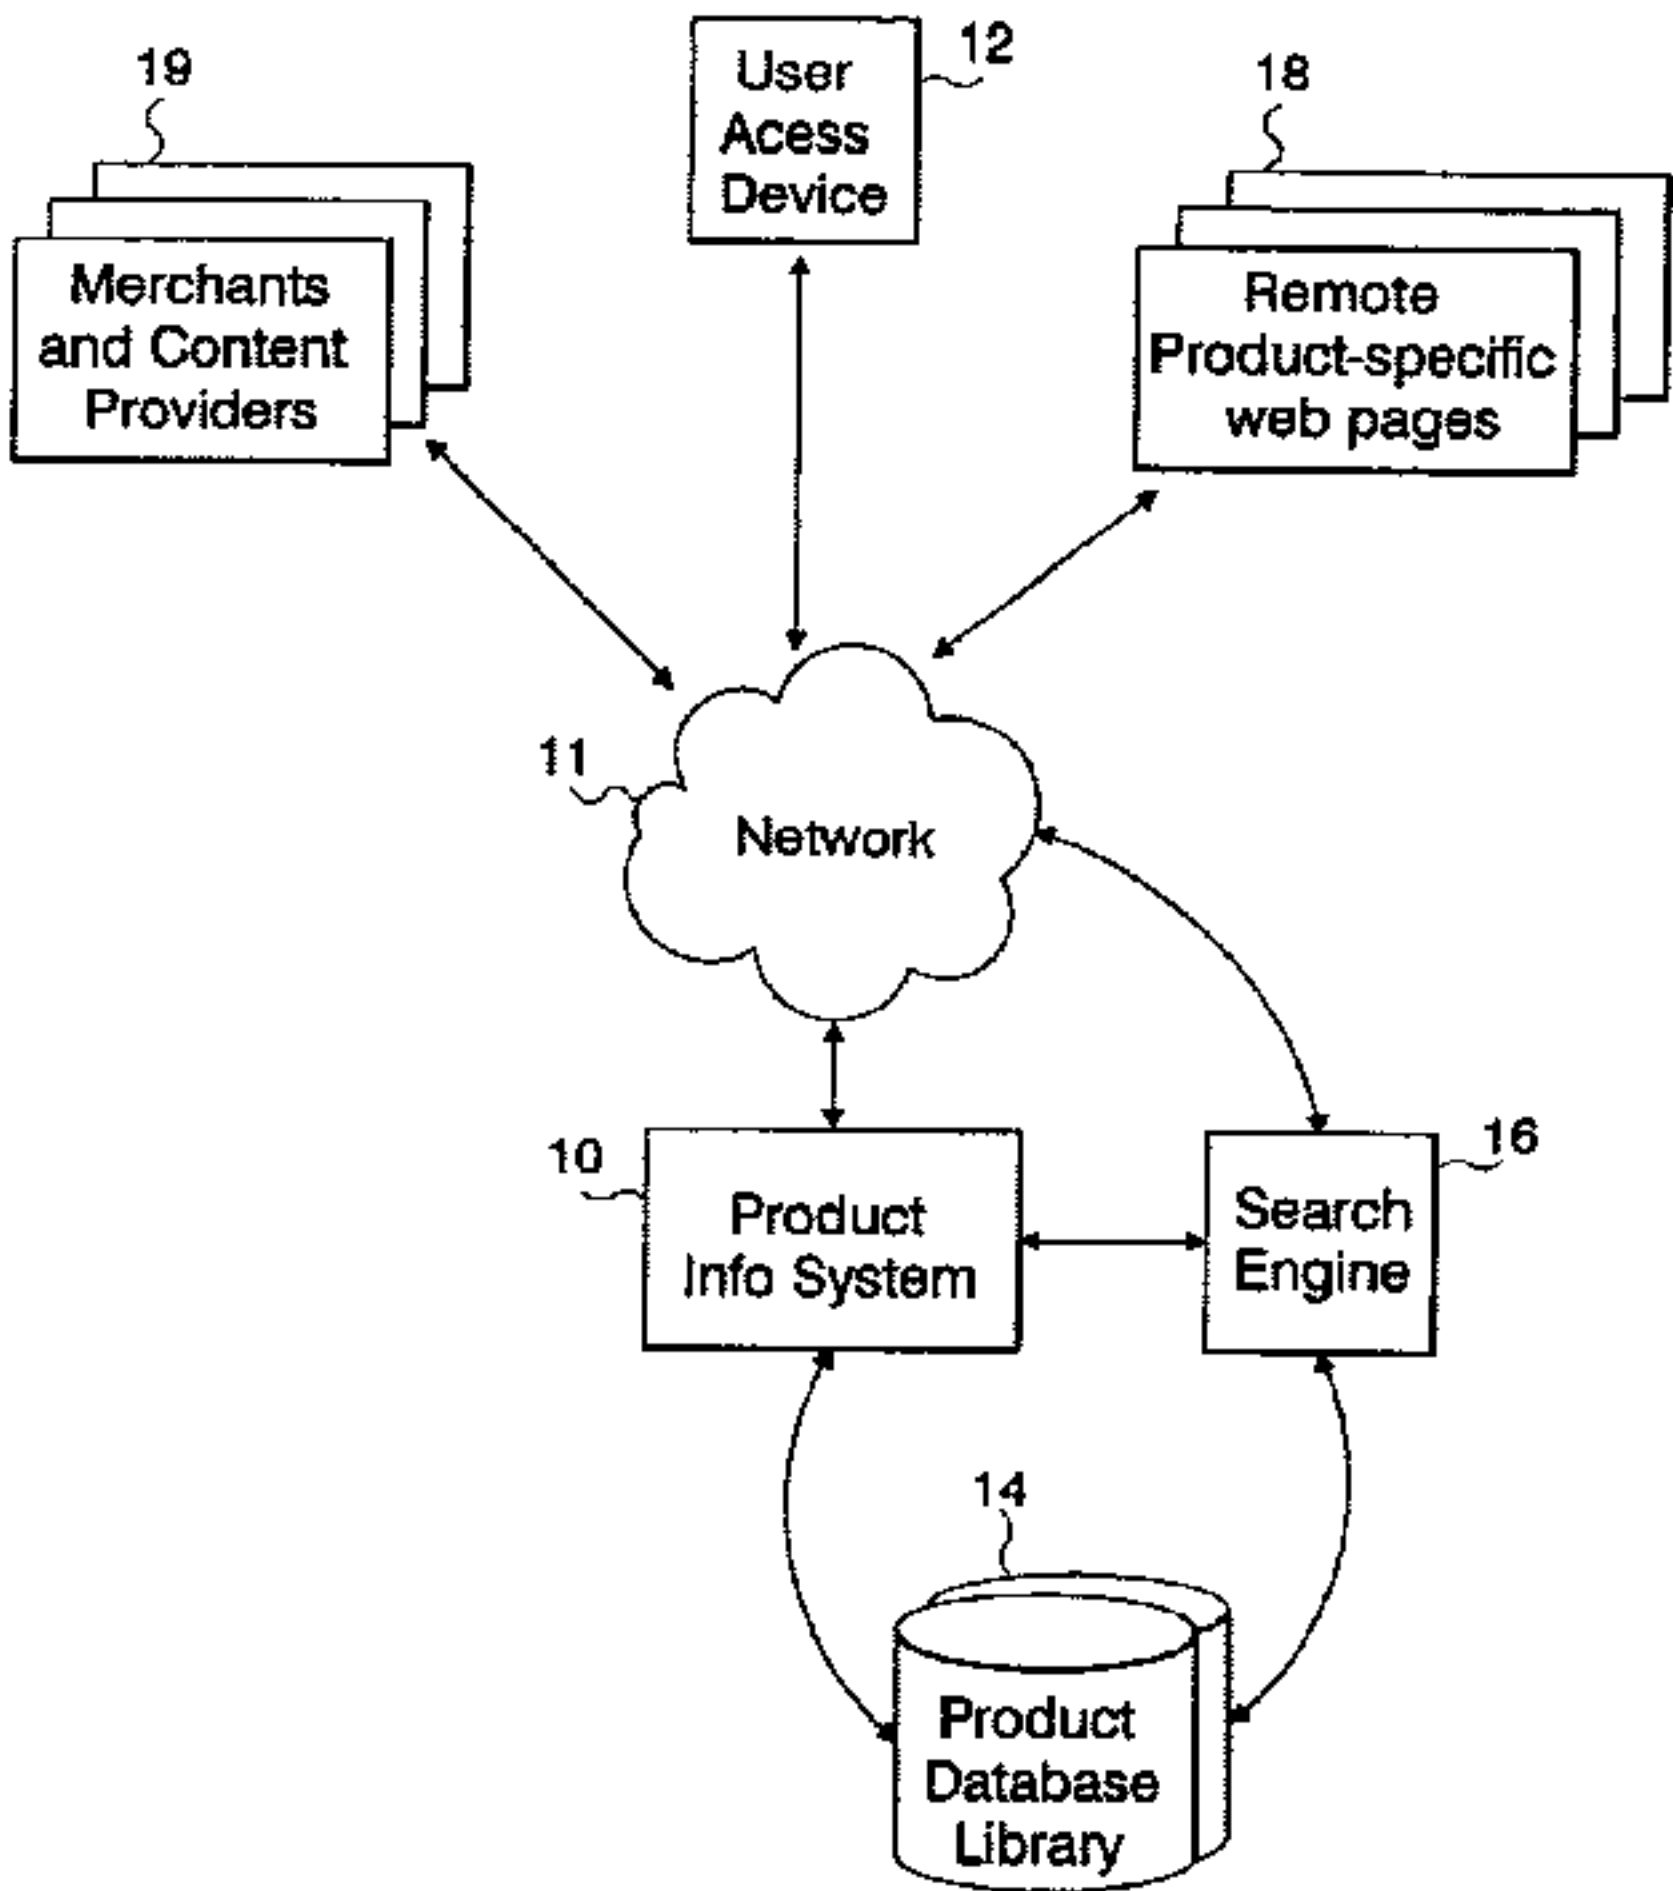 19
12
18
User
Acess
Device
Merchants
and Content
Providers
Remote
Product-specific
web pages
11
Network
10
16
Product
Info System
Search
Engine
14
Product
Database
Library